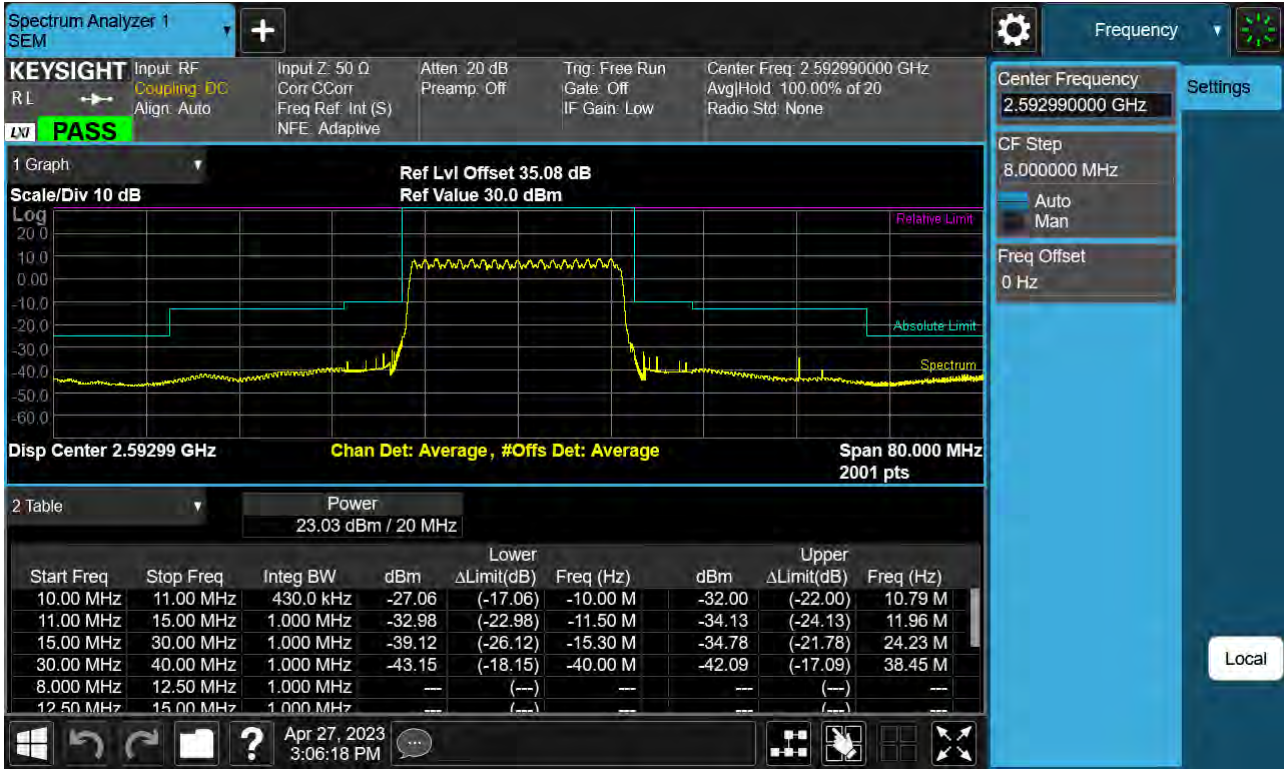 Spectrum Analyzer 1
SEM
+
Frequency
KEYSIGHT
RL
LXI
PASS
Input: RF
Coupling: DC
Align: Auto
Input Z: 50 Ω
Corr CCorr
Freq Ref: Int (S)
NFE: Adaptive
Atten: 20 dB
Preamp: Off
Trig: Free Run
Gate: Off
IF Gain: Low
Center Freq: 2.592990000 GHz
Avg|Hold: 100.00% of 20
Radio Std: None
Center Frequency
2.592990000 GHz
Settings
CF Step
8.000000 MHz
Auto
Man
Freq Offset
0 Hz
Local
1 Graph
Ref Lvl Offset 35.08 dB
Scale/Div 10 dB
Ref Value 30.0 dBm
Log
Relative Limit
20.0
10.0
0.00
-10.0
-20.0
Absolute Limit
-30.0
Spectrum
-40.0
-50.0
-60.0
Disp Center 2.59299 GHz
Chan Det: Average, #Offs Det: Average
Span 80.000 MHz
2001 pts
2 Table
Power
23.03 dBm / 20 MHz
Lower Upper
Start Freq Stop Freq Integ BW dBm ΔLimit(dB) Freq (Hz) dBm ΔLimit(dB) Freq (Hz)
10.00 MHz 11.00 MHz 430.0 kHz -27.06 (-17.06) -10.00 M -32.00 (-22.00) 10.79 M
11.00 MHz 15.00 MHz 1.000 MHz -32.98 (-22.98) -11.50 M -34.13 (-24.13) 11.96 M
15.00 MHz 30.00 MHz 1.000 MHz -39.12 (-26.12) -15.30 M -34.78 (-21.78) 24.23 M
30.00 MHz 40.00 MHz 1.000 MHz -43.15 (-18.15) -40.00 M -42.09 (-17.09) 38.45 M
8.000 MHz 12.50 MHz 1.000 MHz --- (---) --- --- (---) ---
12.50 MHz 15.00 MHz 1.000 MHz --- (---) --- --- (---) ---
?
Apr 27, 2023
3:06:18 PM